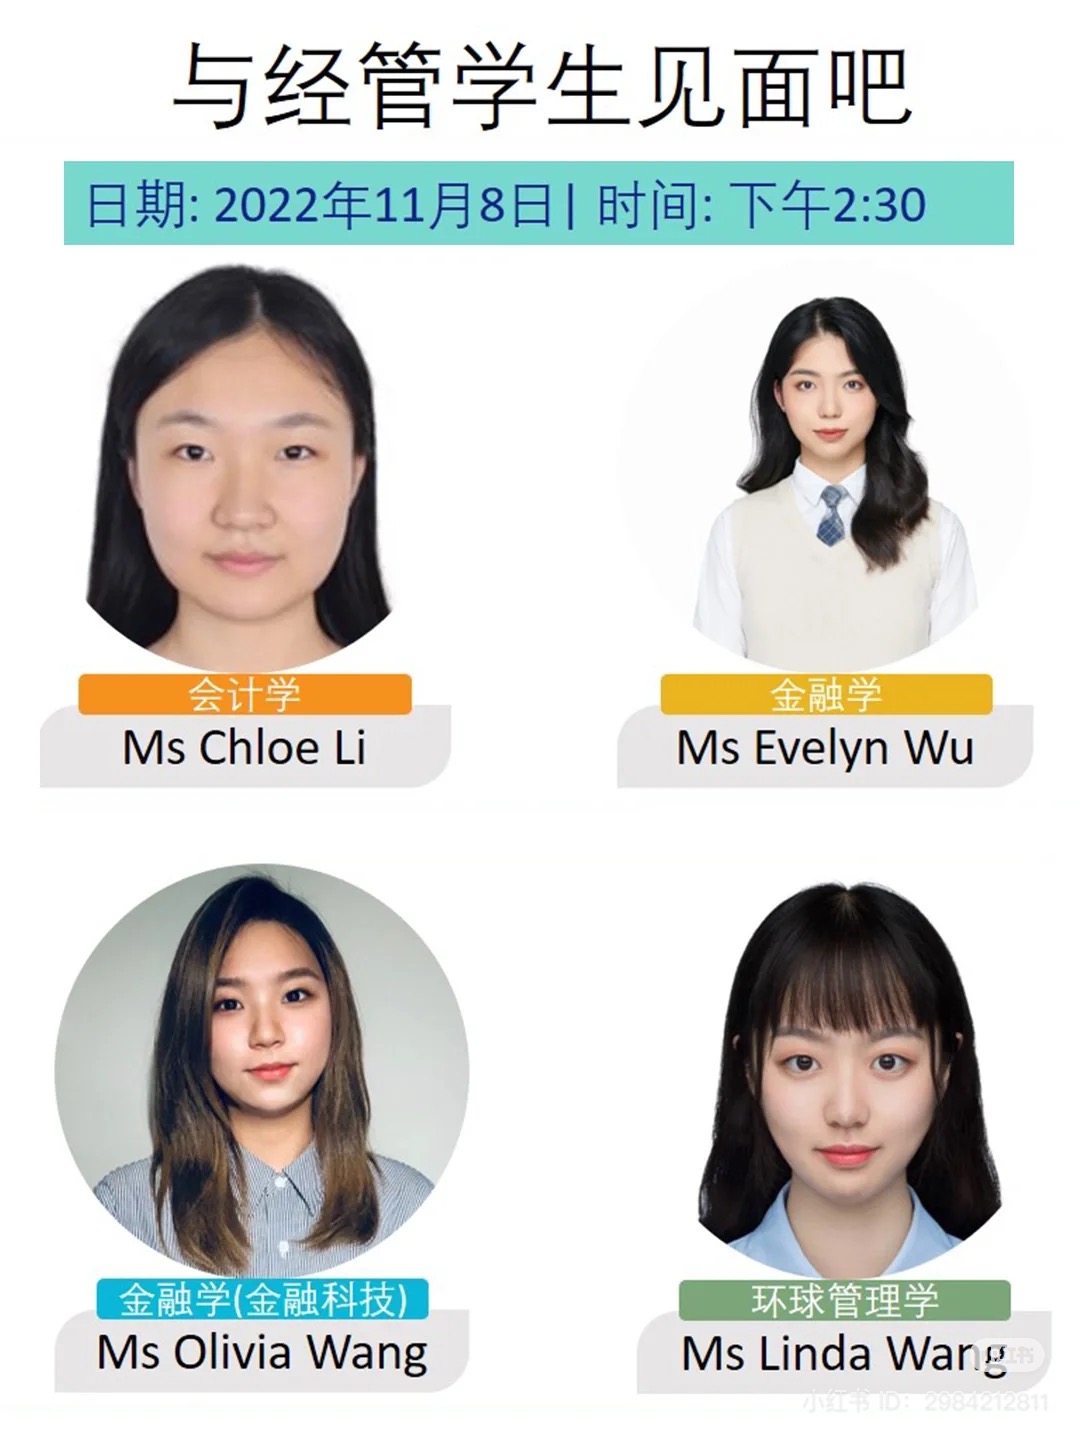 与经管学生见面吧
日期: 2022年11月8日| 时间: 下午2:30
会计学
Ms Chloe Li
金融学
Ms Evelyn Wu
金融学(金融科技)
Ms Olivia Wang
环球管理学
Ms Linda Wang
小红书
小红书 ID: 2984212811